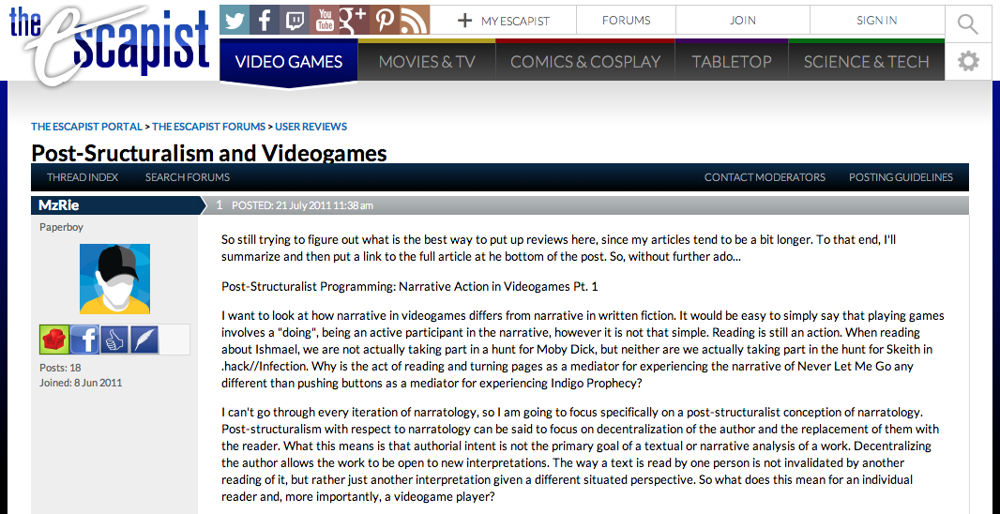 the escapist
You Tube g+
+ MY ESCAPIST FORUMS JOIN SIGN IN
VIDEO GAMES MOVIES & TV COMICS & COSPLAY TABLETOP SCIENCE & TECH
THE ESCAPIST PORTAL > THE ESCAPIST FORUMS > USER REVIEWS
Post-Sructuralism and Videogames
THREAD INDEX SEARCH FORUMS CONTACT MODERATORS POSTING GUIDELINES
MzRie 1 POSTED: 21 July 2011 11:38 am
Paperboy
Posts: 18
Joined: 8 Jun 2011
So still trying to figure out what is the best way to put up reviews here, since my articles tend to be a bit longer. To that end, I'll
summarize and then put a link to the full article at he bottom of the post. So, without further ado...
Post-Structuralist Programming: Narrative Action in Videogames Pt. 1
I want to look at how narrative in videogames differs from narrative in written fiction. It would be easy to simply say that playing games
involves a "doing", being an active participant in the narrative, however it is not that simple. Reading is still an action. When reading
about Ishmael, we are not actually taking part in a hunt for Moby Dick, but neither are we actually taking part in the hunt for Skeith in
.hack//Infection. Why is the act of reading and turning pages as a mediator for experiencing the narrative of Never Let Me Go any
different than pushing buttons as a mediator for experiencing Indigo Prophecy?
I can't go through every iteration of narratology, so I am going to focus specifically on a post-structuralist conception of narratology.
Post-structuralism with respect to narratology can be said to focus on decentralization of the author and the replacement of them with
the reader. What this means is that authorial intent is not the primary goal of a textual or narrative analysis of a work. Decentralizing
the author allows the work to be open to new interpretations. The way a text is read by one person is not invalidated by another
reading of it, but rather just another interpretation given a different situated perspective. So what does this mean for an individual
reader and, more importantly, a videogame player?